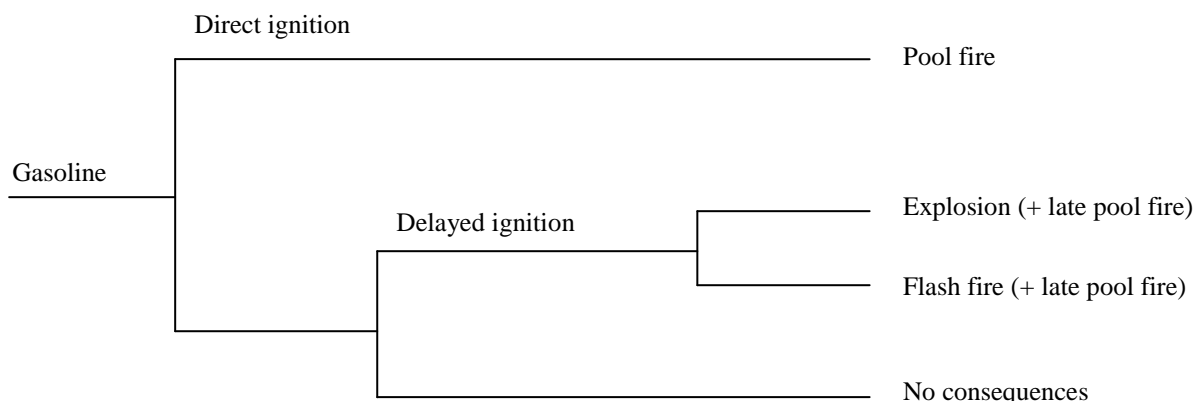 Direct ignition
Pool fire
Gasoline
Delayed ignition
Explosion (+ late pool fire)
Flash fire (+ late pool fire)
No consequences